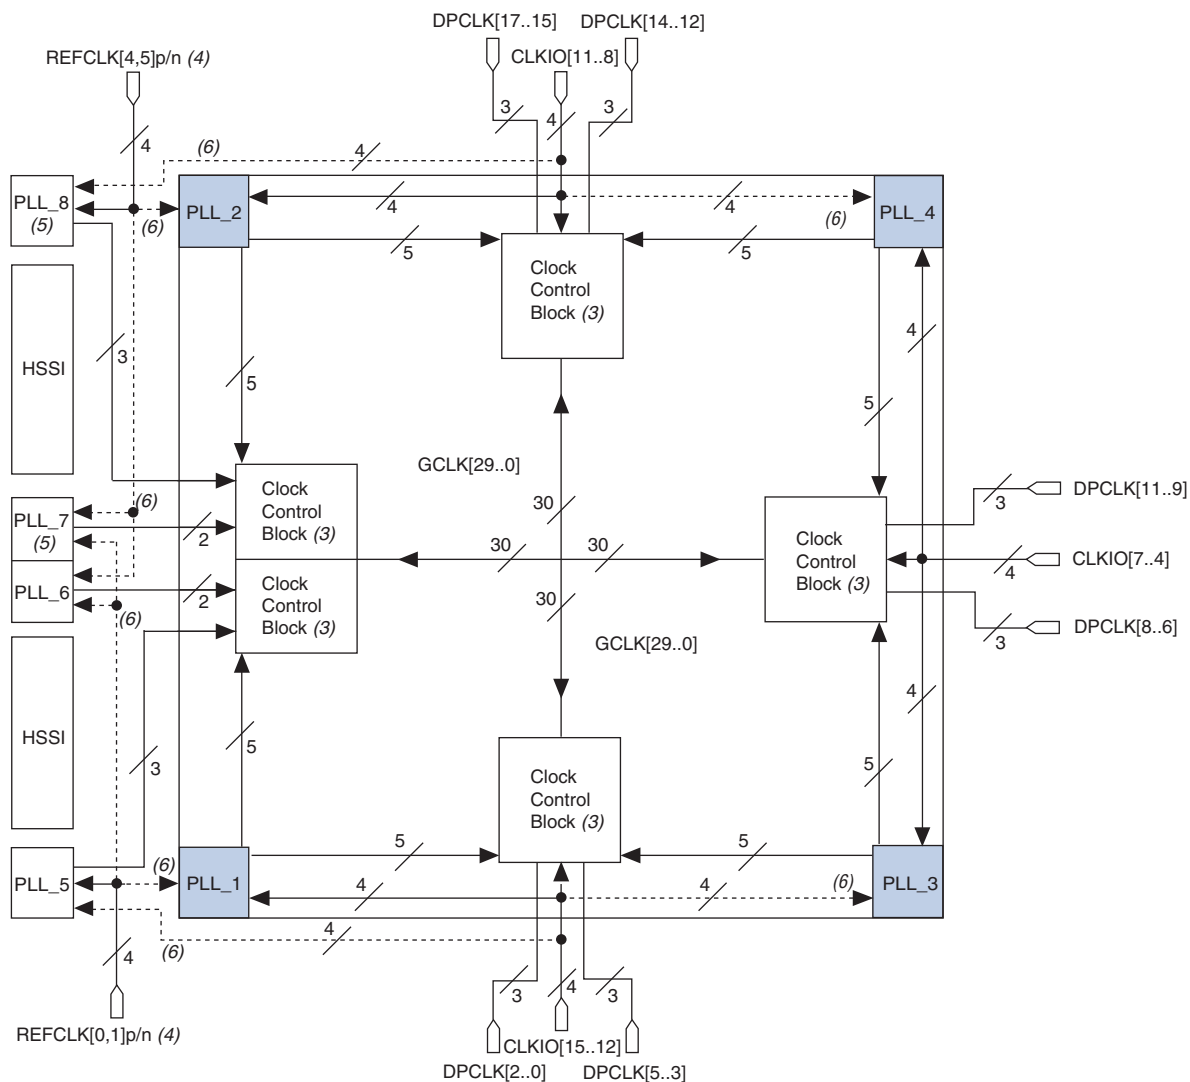 DPCLK[17..15] DPCLK[14..12]
REFCLK[4,5]p/n (4)
CLKIO[11..8]
3 4 3
4
(6) 4
PLL_8
(5)
(6)
PLL_2
4
4
(6)
PLL_4
5
5
Clock
Control
Block (3)
HSSI
3
5
4
5
GCLK[29..0]
Clock
Control
Block (3)
(6)
PLL_7
(5)
2
30
30 30
30
3
DPCLK[11..9]
Clock
Control
Block (3)
4
CLKIO[7..4]
PLL_6
2
(6)
Clock
Control
Block (3)
3
DPCLK[8..6]
GCLK[29..0]
HSSI
3
5
4
5
Clock
Control
Block (3)
5
5
PLL_5
(6)
PLL_1
4
4
(6)
PLL_3
4
(6)
4
3 4 3
REFCLK[0,1]p/n (4)
CLKIO[15..12]
DPCLK[2..0] DPCLK[5..3]